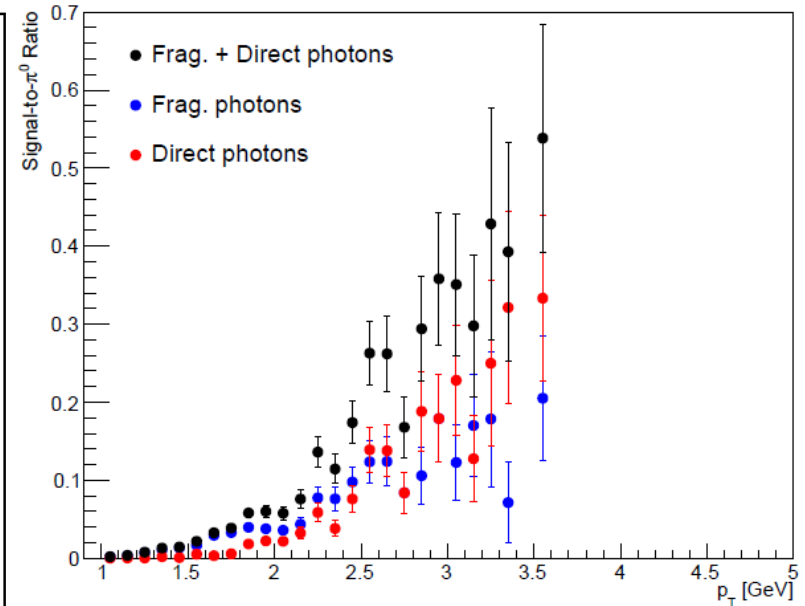 Signal-to-π⁰ Ratio
0.7
0.6
0.5
0.4
0.3
0.2
0.1
0
Frag. + Direct photons
Frag. photons
Direct photons
1 1.5 2 2.5 3 3.5 4 4.5 5
p_T [GeV]